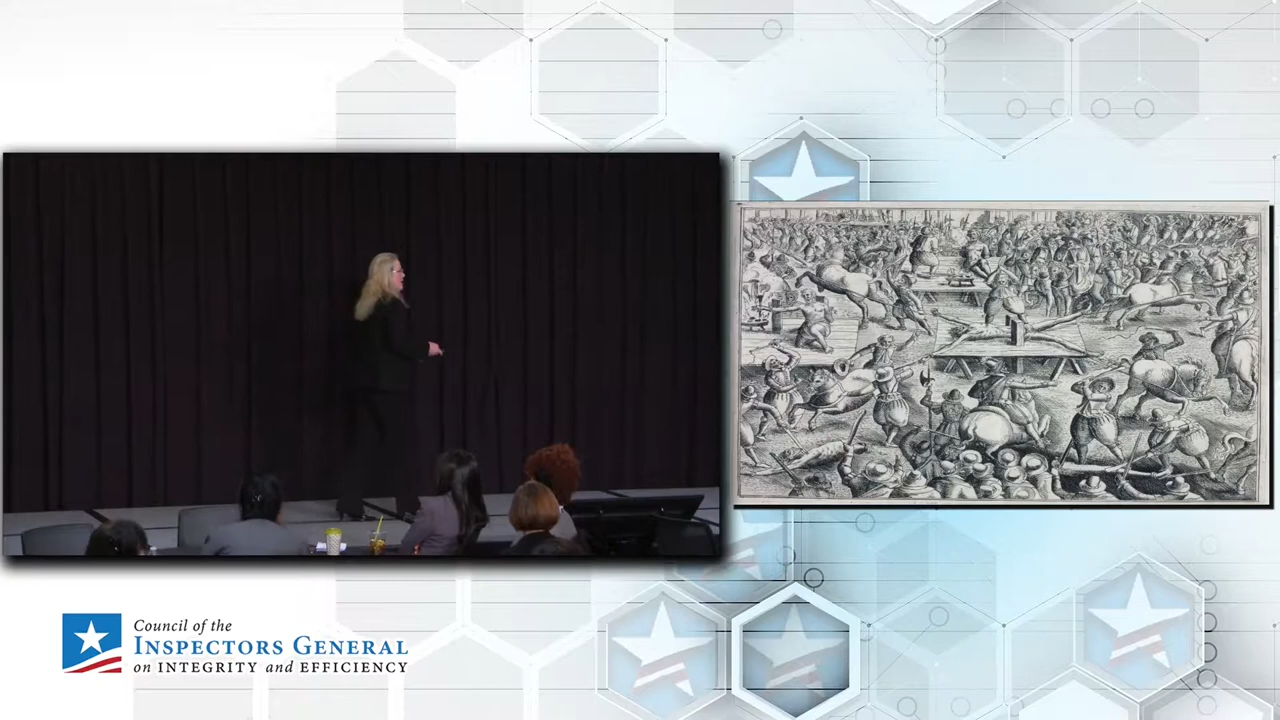 Council of the
INSPECTORS GENERAL
on INTEGRITY and EFFICIENCY